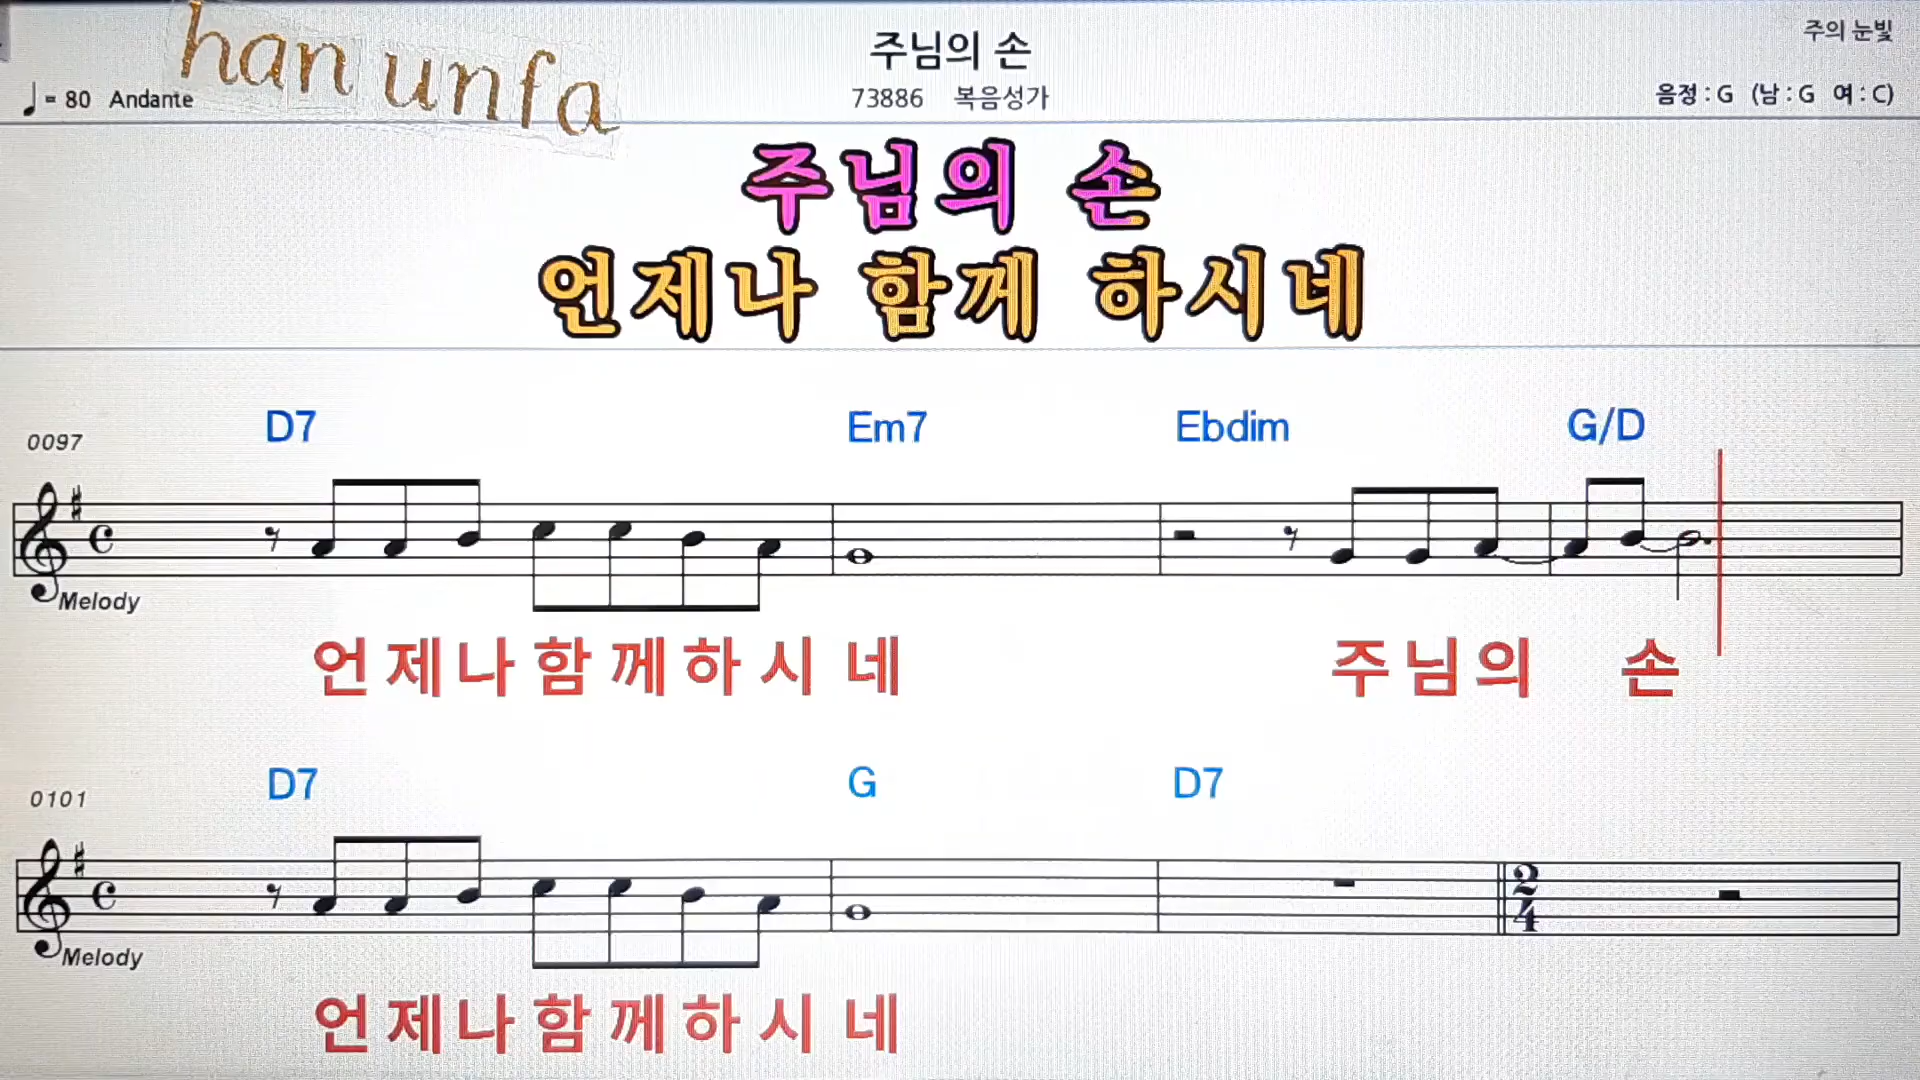 han unfa
주님의 손
주의 눈빛
= 80 Andante
73886 복음성가
음정 : G (남 : G 여 : C)
주님의 손
언제나 함께 하시네
D7 Em7 Ebdim G/D
0097
Melody
언제나함께하시네 주님의 손
D7 G D7
0101
2
4
Melody
언제나함께하시네